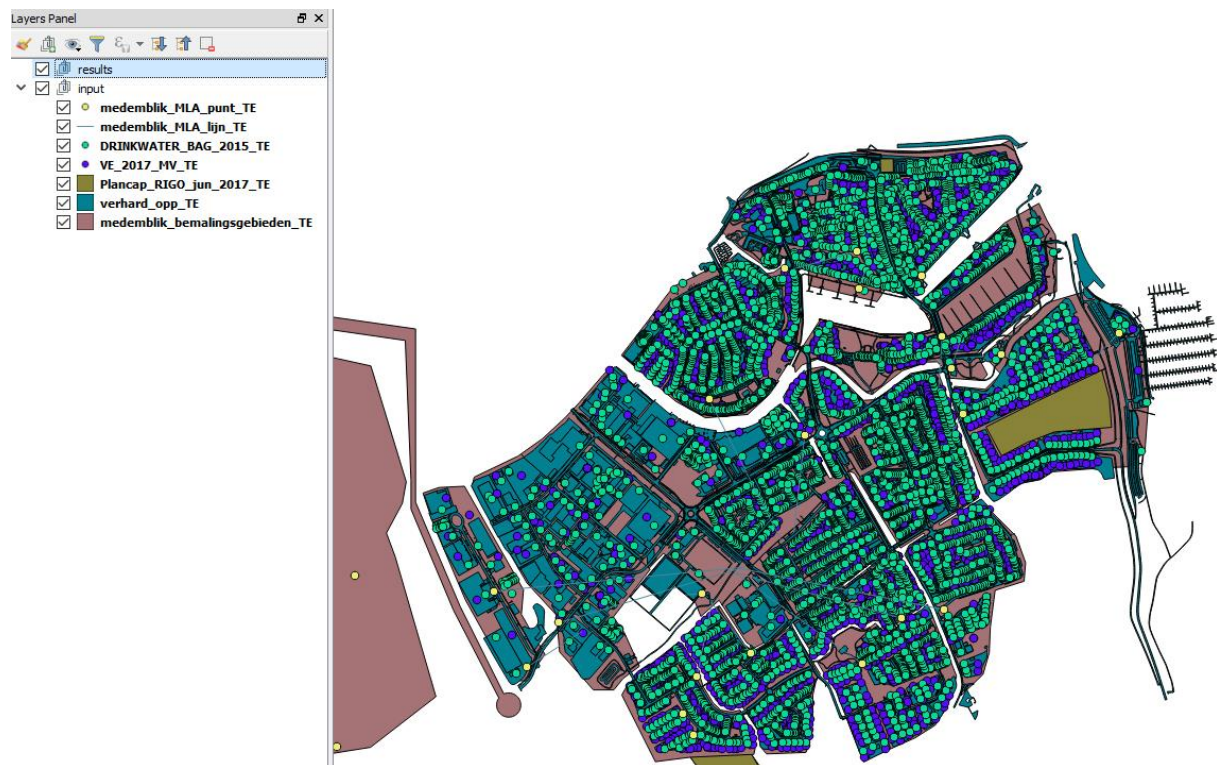 Layers Panel
results
input
medemblik_MLA_punt_TE
medemblik_MLA_lijn_TE
DRINKWATER_BAG_2015_TE
VE_2017_MV_TE
Plancap_RIGO_jun_2017_TE
verhard_opp_TE
medemblik_bemalingsgebieden_TE